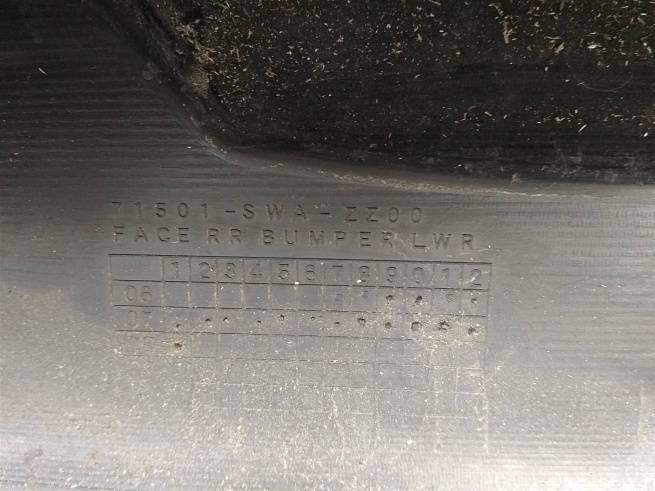 71501-SWA-ZZ00
FACE RR BUMPER LWR
1 2 3 4 5 6 7 8 9 0 1 2
06
07